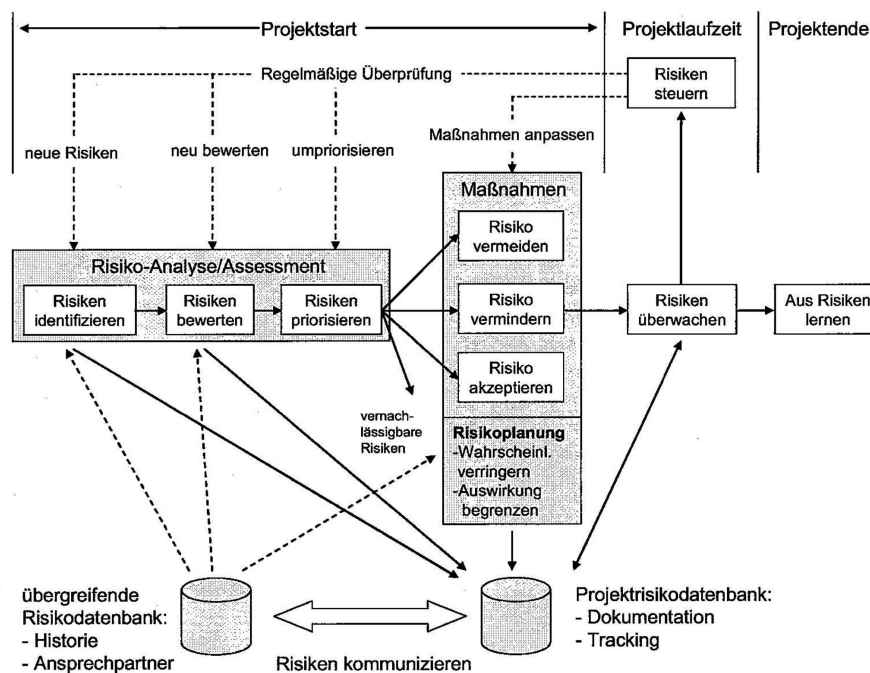 Projektstart
Projektlaufzeit
Projektende
Regelmäßige Überprüfung
Risiken
steuern
neue Risiken
neu bewerten
umpriorisieren
Maßnahmen anpassen
Maßnahmen
Risiko
vermeiden
Risiko-Analyse/Assessment
Risiken
identifizieren
Risiken
bewerten
Risiken
priorisieren
Risiko
vermindern
Risiken
überwachen
Aus Risiken
lernen
Risiko
akzeptieren
vernach-
lässigbare
Risiken
Risikoplanung
-Wahrscheinl.
verringern
-Auswirkung
begrenzen
übergreifende
Risikodatenbank:
- Historie
- Ansprechpartner
Risiken kommunizieren
Projektrisikodatenbank:
- Dokumentation
- Tracking